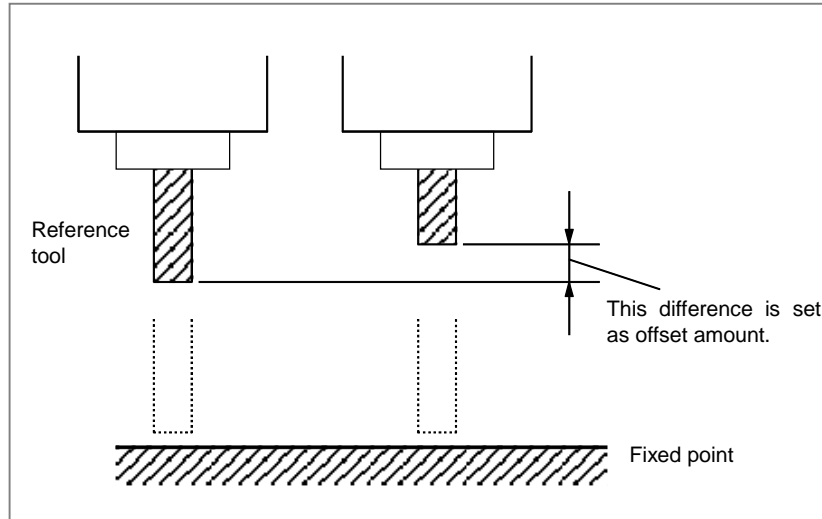 Reference
tool
This difference is set
as offset amount.
Fixed point